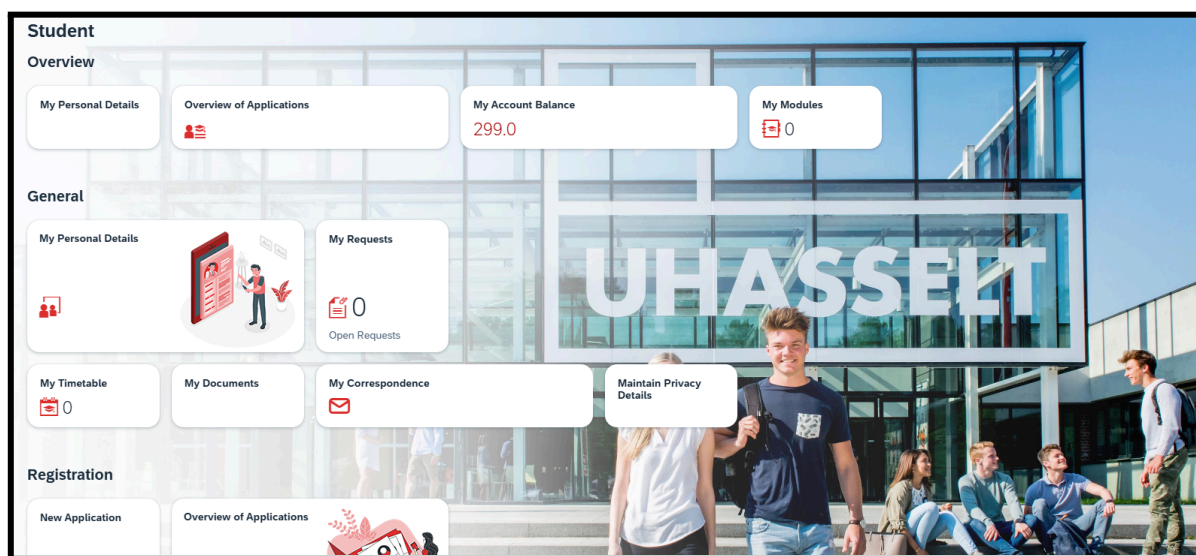 Student
Overview
My Personal Details
Overview of Applications
My Account Balance
299.0
My Modules
0
General
My Personal Details
My Requests
0
Open Requests
UHASSELT
My Timetable
0
My Documents
My Correspondence
Maintain Privacy
Details
Registration
New Application
Overview of Applications